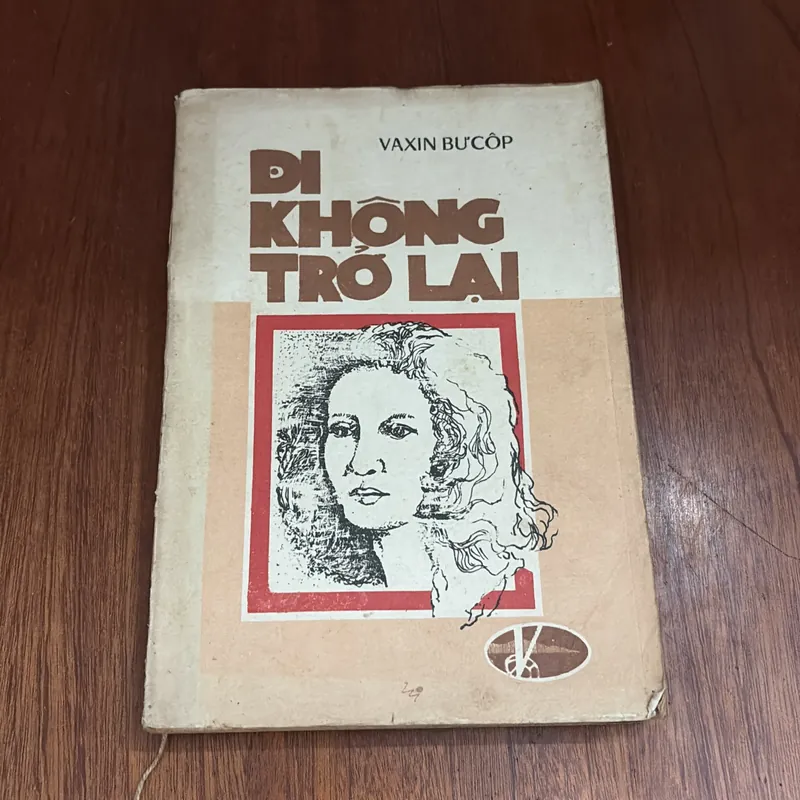 VAXIN BƯCÔP
ĐI
KHÔNG
TRỞ LẠI